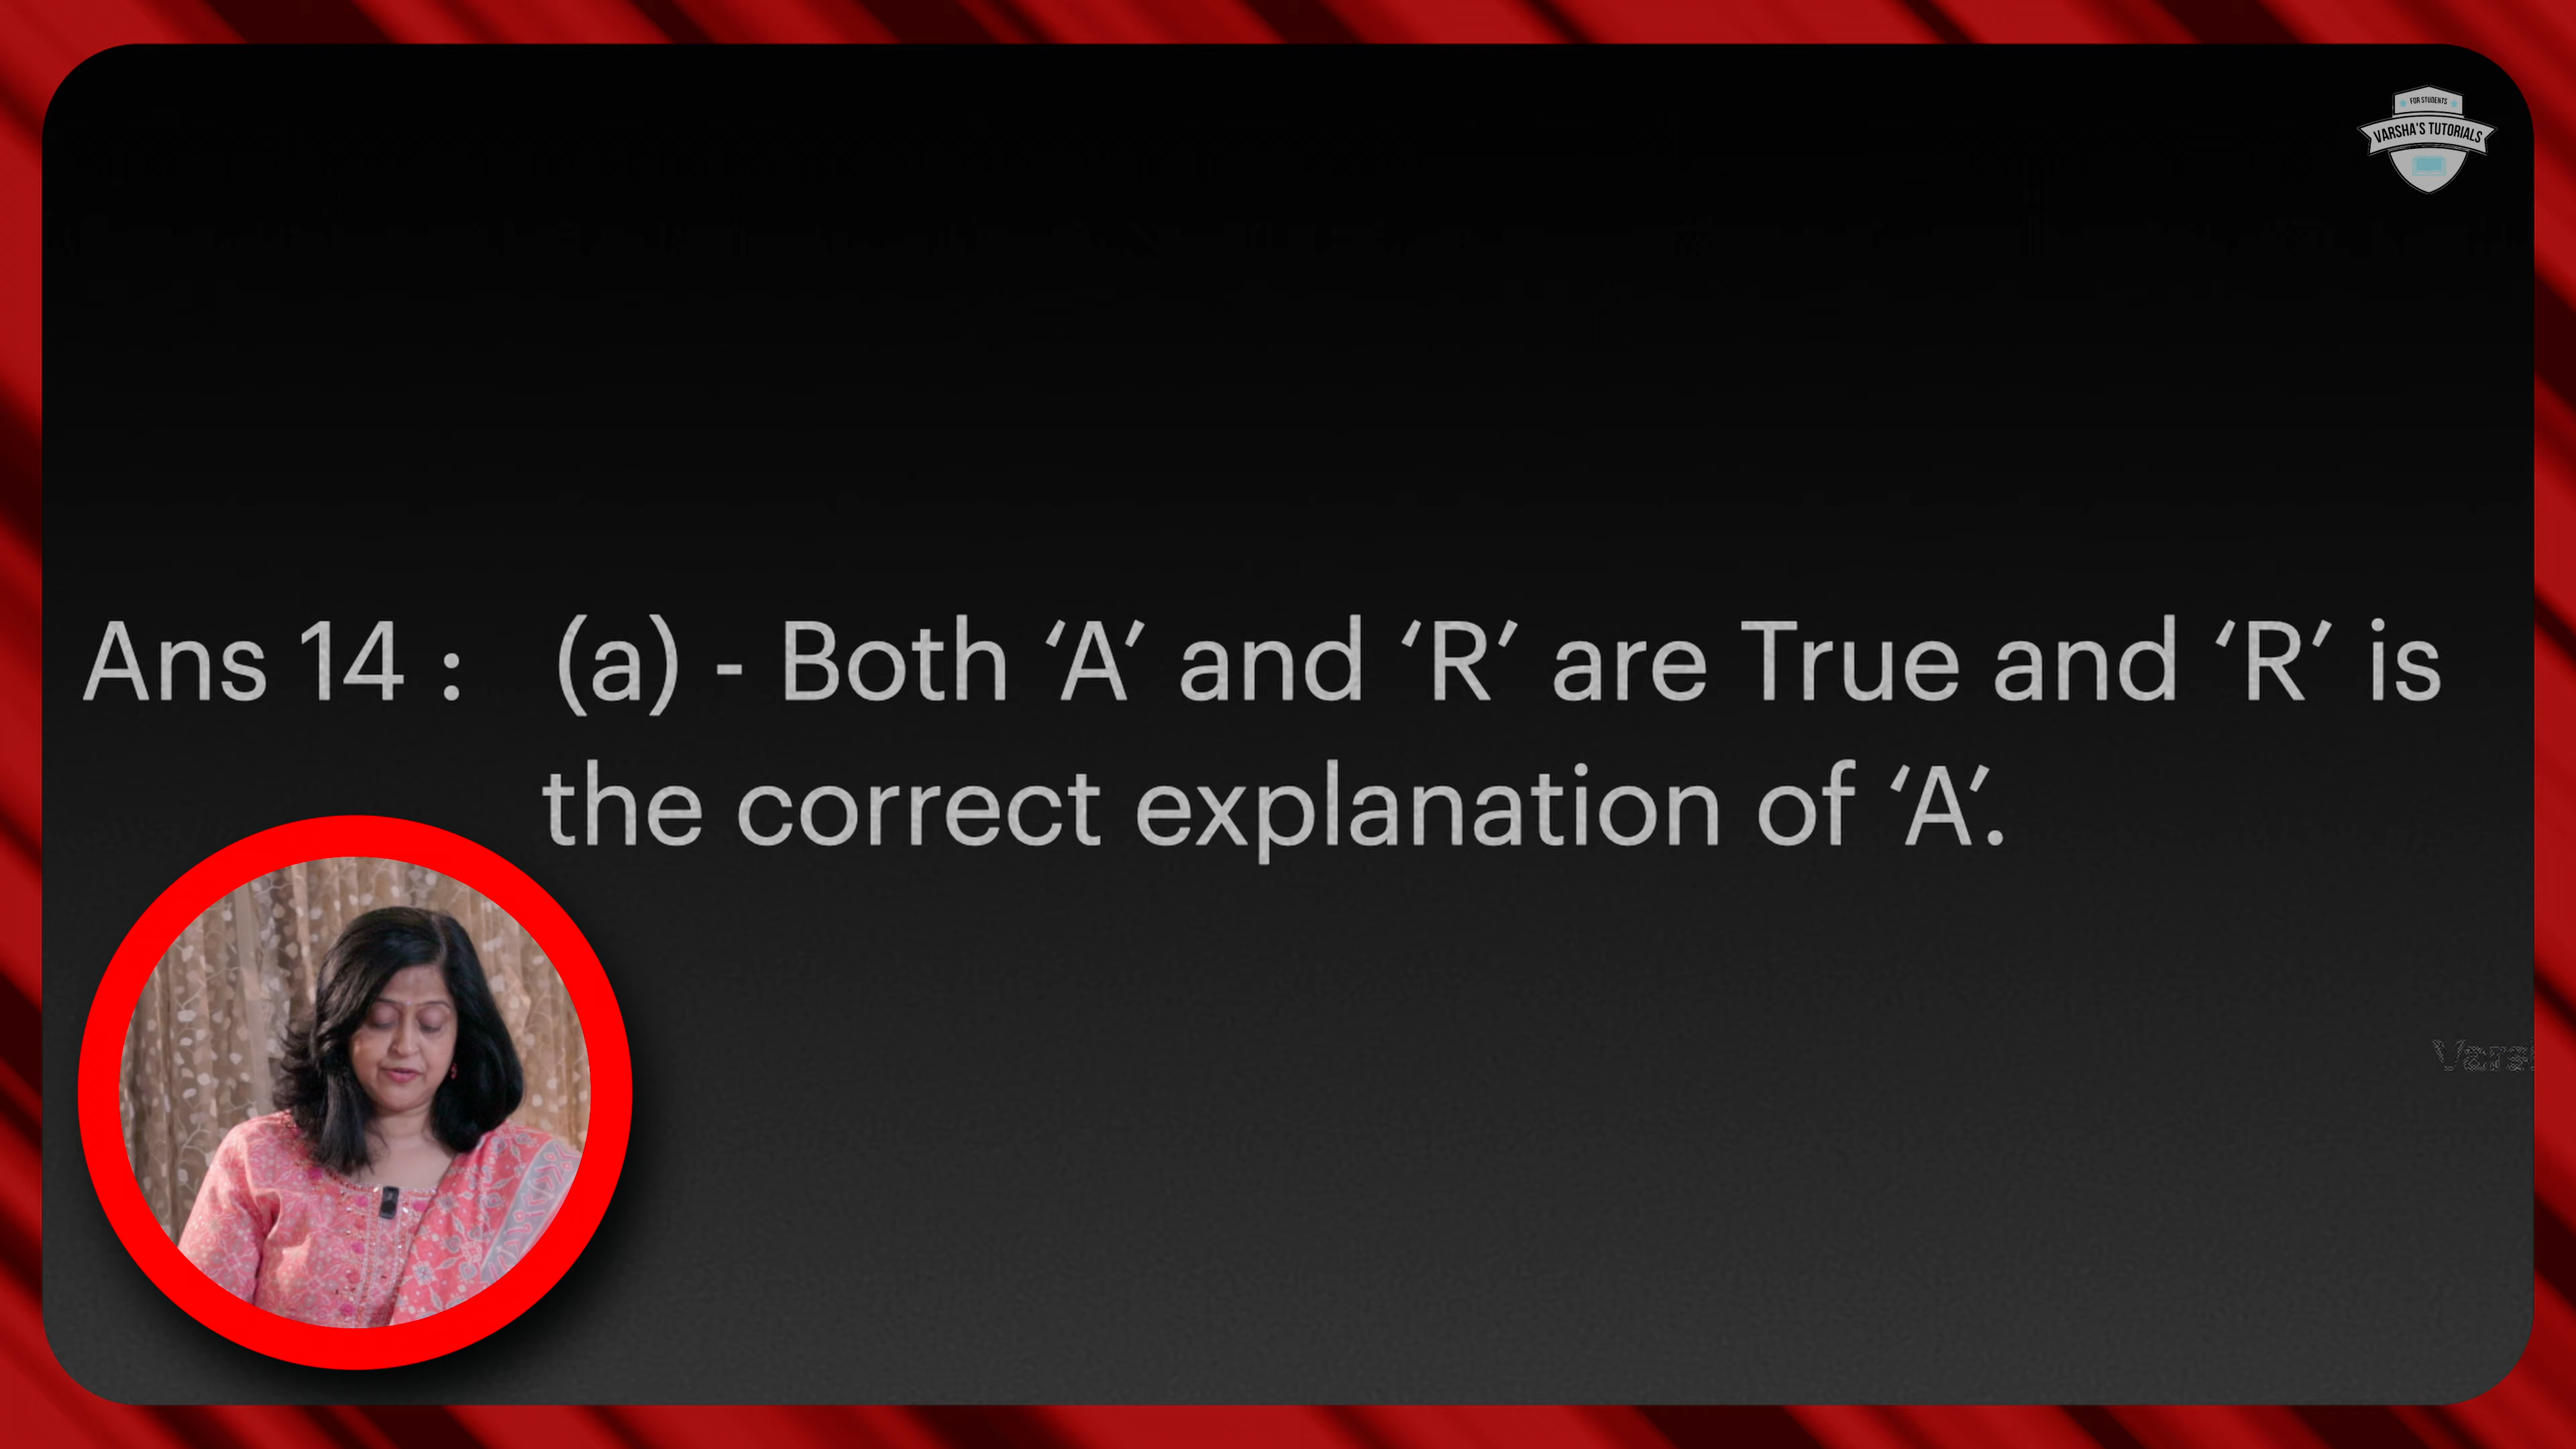 FOR STUDENTS
VARSHA'S TUTORIALS
Ans 14 : (a) - Both ‘A’ and ‘R’ are True and ‘R’ is
the correct explanation of ‘A’.